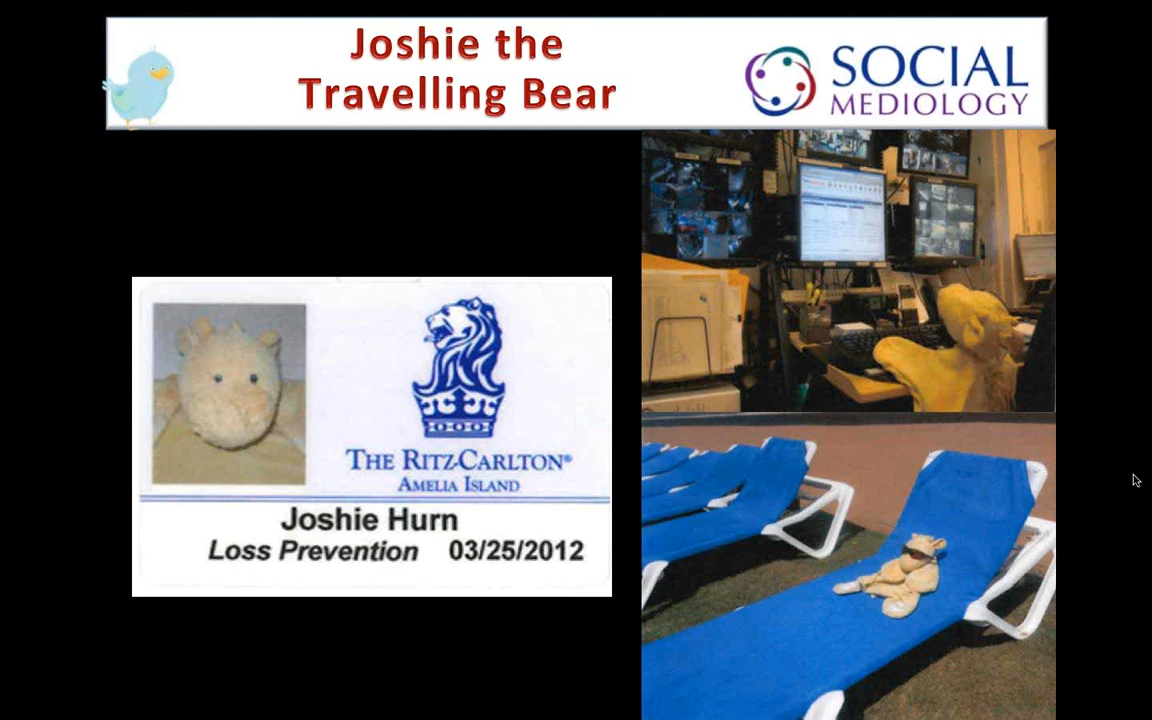 Joshie the
Travelling Bear
SOCIAL
MEDIOLOGY
THE RITZ-CARLTON®
AMELIA ISLAND
Joshie Hurn
Loss Prevention 03/25/2012